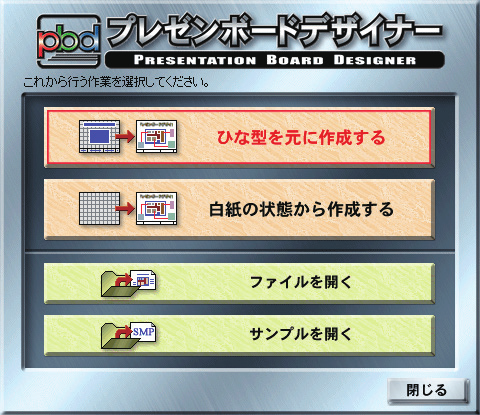 pbd プレゼンボードデザイナー
PRESENTATION BOARD DESIGNER
これから行う作業を選択してください。
ひな型を元に作成する
白紙の状態から作成する
ファイルを開く
SMP サンプルを開く
閉じる